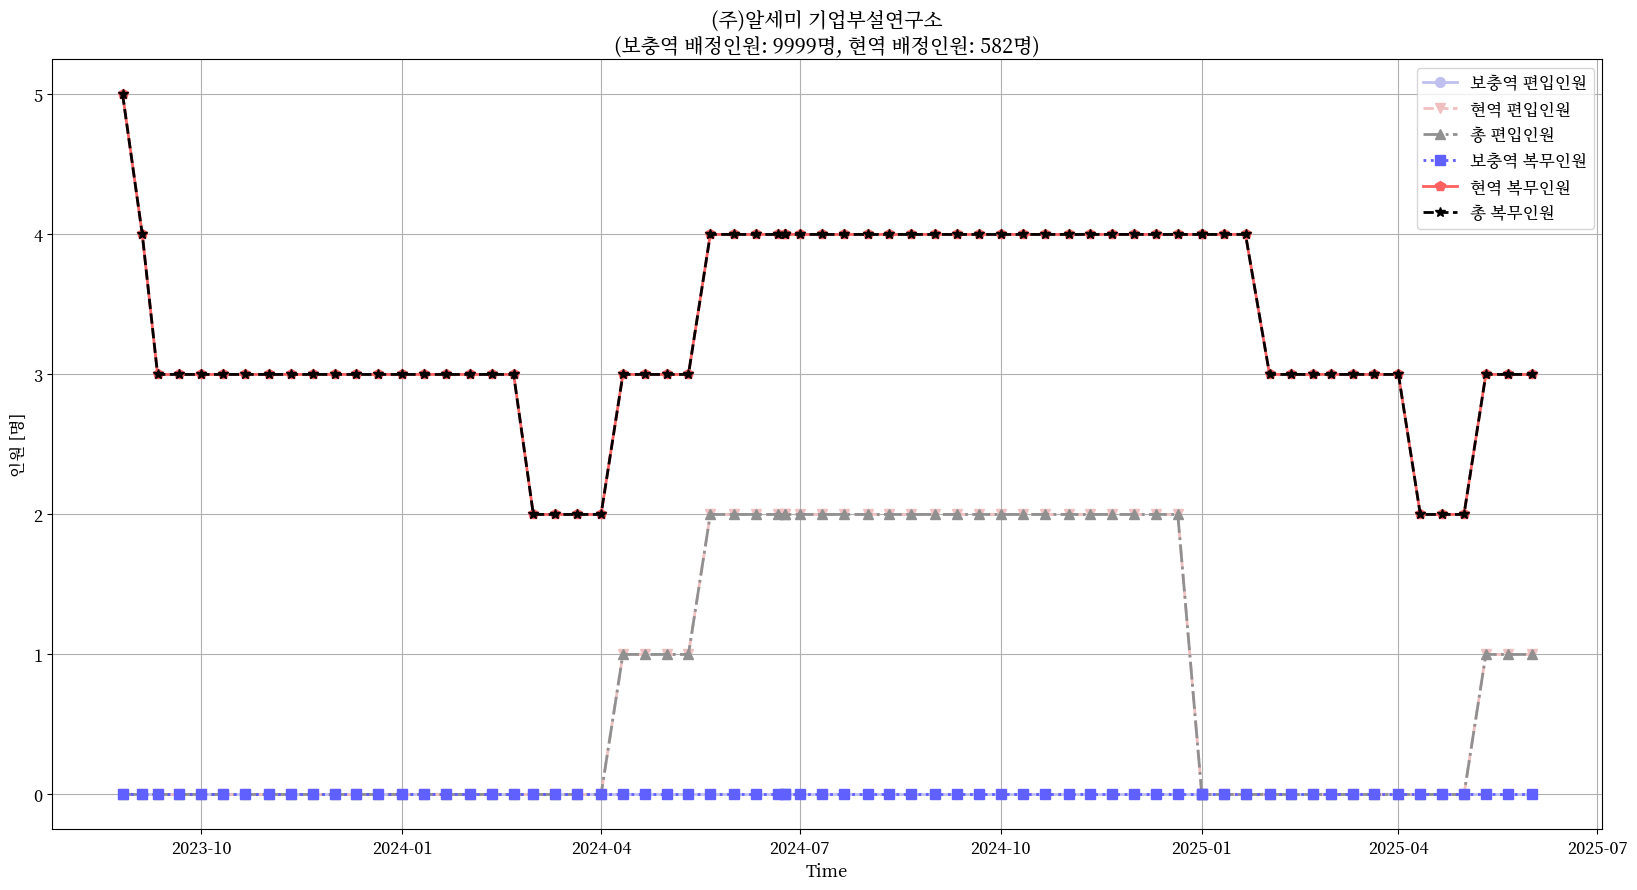 (주)알세미 기업부설연구소
(보충역 배정인원: 9999명, 현역 배정인원: 582명)
보충역 편입인원
현역 편입인원
총 편입인원
보충역 복무인원
현역 복무인원
총 복무인원
인원 [명]
5
4
3
2
1
0
2023-10
2024-01
2024-04
2024-07
2024-10
2025-01
2025-04
2025-07
Time